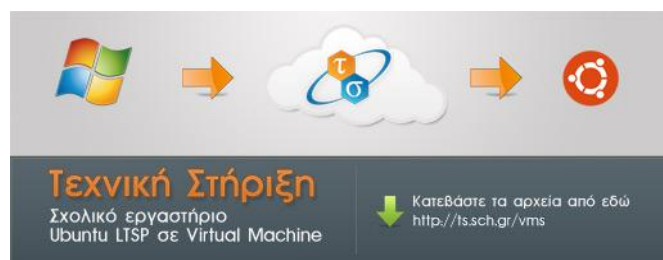 τ
σ
Τεχνική Στήριξη
Σχολικό εργαστήριο
Ubuntu LTSP σε Virtual Machine
Κατεβάστε τα αρχεία από εδώ
http://ts.sch.gr/vms